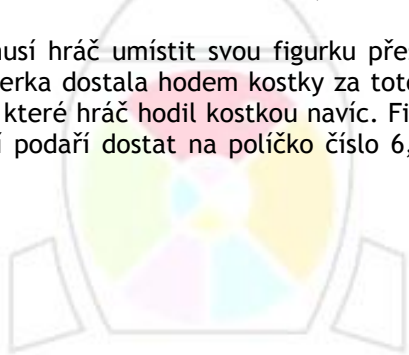 musí hráč umístit svou figurku přes
erka dostala hodem kostky za toto
které hráč hodil kostkou navíc. Fi
í podaří dostat na políčko číslo 6,